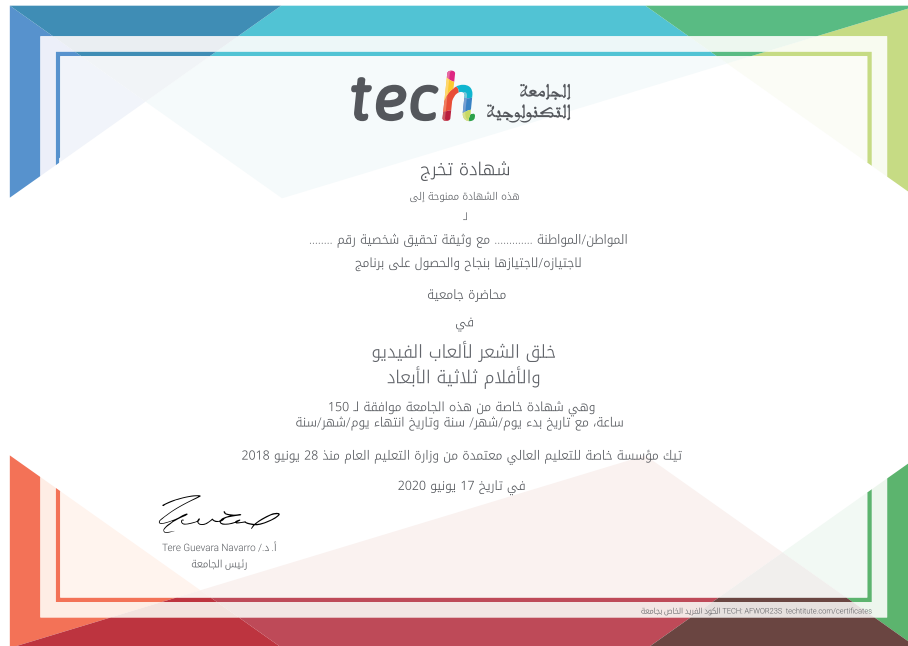 tech الجامعة
التكنولوجية
شهادة تخرج
هذه الشهادة ممنوحة إلى
لـ
المواطن/المواطنة ............. مع وثيقة تحقيق شخصية رقم ........
لاجتيازه/لاجتيازها بنجاح والحصول على برنامج
محاضرة جامعية
في
خلق الشعر لألعاب الفيديو
والأفلام ثلاثية الأبعاد
وهي شهادة خاصة من هذه الجامعة موافقة لـ 150
ساعة، مع تاريخ بدء يوم/شهر/ سنة وتاريخ انتهاء يوم/شهر/سنة
تيك مؤسسة خاصة للتعليم العالي معتمدة من وزارة التعليم العام منذ 28 يونيو 2018
في تاريخ 17 يونيو 2020
أ. د./ Tere Guevara Navarro
رئيس الجامعة
الكود الفريد الخاص بجامعة TECH: AFWOR23S techtitute.com/certificates